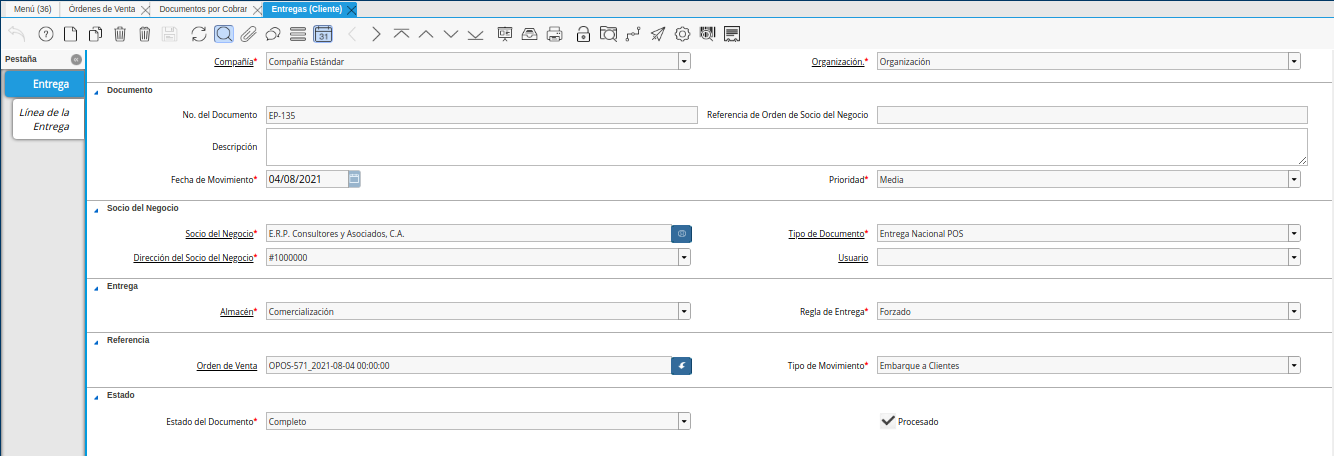 Menú (36) Órdenes de Venta Documentos por Cobrar Entregas (Cliente)
31
Pestaña
Entrega
Línea de la
Entrega
Compañía* Compañía Estándar Organización.* Organización
Documento
No. del Documento EP-135 Referencia de Orden de Socio del Negocio
Descripción
Fecha de Movimiento* 04/08/2021 Prioridad* Media
Socio del Negocio
Socio del Negocio* E.R.P. Consultores y Asociados, C.A. Tipo de Documento* Entrega Nacional POS
Dirección del Socio del Negocio* #1000000 Usuario
Entrega
Almacén* Comercialización Regla de Entrega* Forzado
Referencia
Orden de Venta OPOS-571_2021-08-04 00:00:00 Tipo de Movimiento* Embarque a Clientes
Estado
Estado del Documento* Completo Procesado